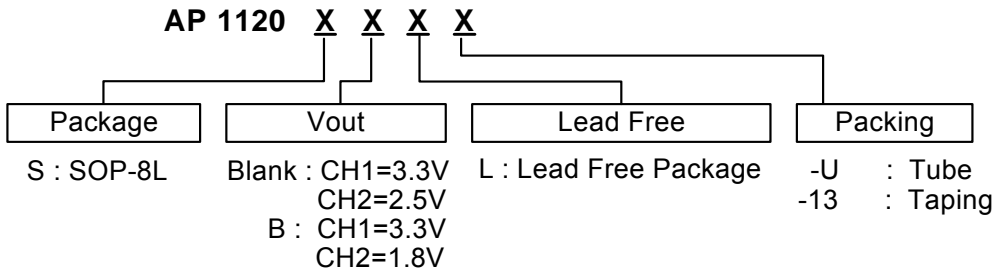 AP 1120 X X X X
Package Vout Lead Free Packing
S : SOP-8L Blank : CH1=3.3V L : Lead Free Package -U : Tube
CH2=2.5V -13 : Taping
B : CH1=3.3V
CH2=1.8V